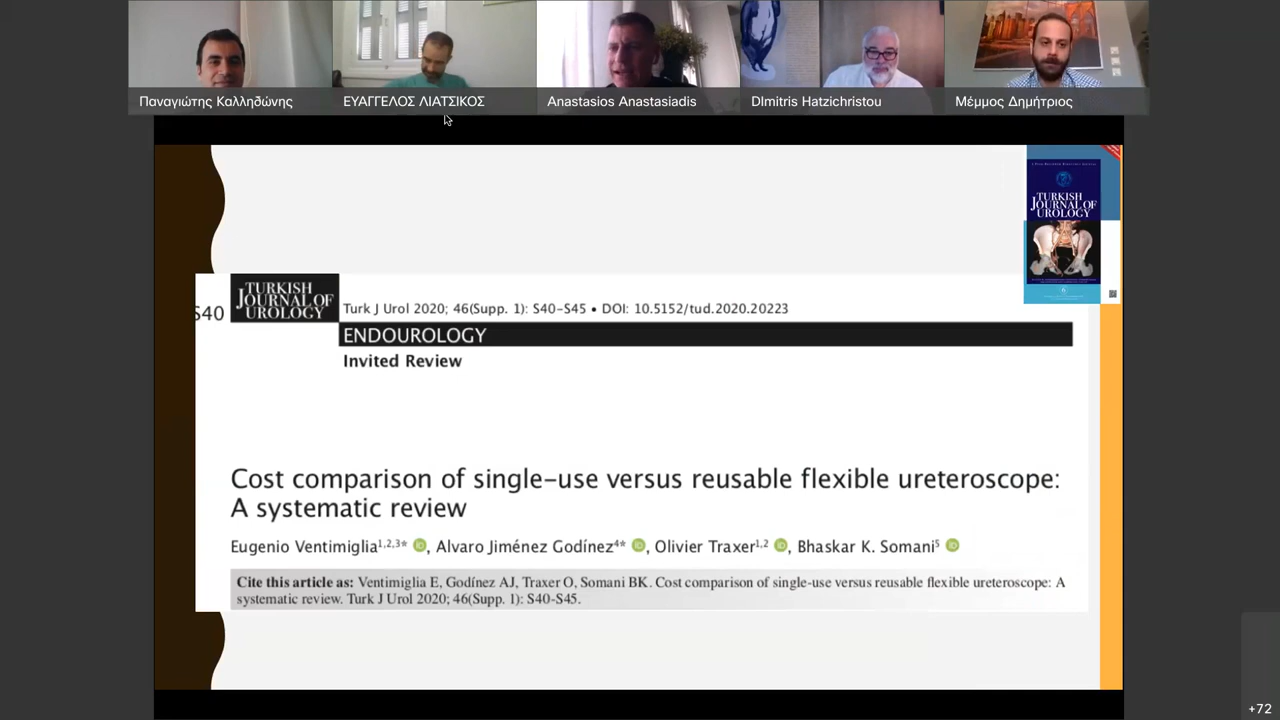 Παναγιώτης Καλληδώνης
ΕΥΑΓΓΕΛΟΣ ΛΙΑΤΣΙΚΟΣ
Anastasios Anastasiadis
DImitris Hatzichristou
Μέμμος Δημήτριος
TURKISH
JOURNAL OF
UROLOGY
S40
TURKISH
JOURNAL OF
UROLOGY
Turk J Urol 2020; 46(Supp. 1): S40-S45 • DOI: 10.5152/tud.2020.20223
ENDOUROLOGY
Invited Review
Cost comparison of single-use versus reusable flexible ureteroscope:
A systematic review
Eugenio Ventimiglia1,2,3* iD, Alvaro Jiménez Godínez4* iD, Olivier Traxer1,2 iD, Bhaskar K. Somani5 iD
Cite this article as: Ventimiglia E, Godínez AJ, Traxer O, Somani BK. Cost comparison of single-use versus reusable flexible ureteroscope: A
systematic review. Turk J Urol 2020; 46(Supp. 1): S40-S45.
+72